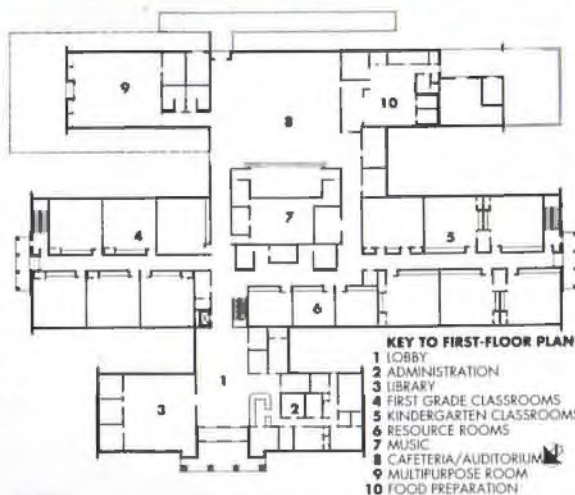 9
8
10
7
4
5
6
1
3
2
KEY TO FIRST-FLOOR PLAN
1 LOBBY
2 ADMINISTRATION
3 LIBRARY
4 FIRST GRADE CLASSROOMS
5 KINDERGARTEN CLASSROOMS
6 RESOURCE ROOMS
7 MUSIC
8 CAFETERIA/AUDITORIUM
9 MULTIPURPOSE ROOM
10 FOOD PREPARATION